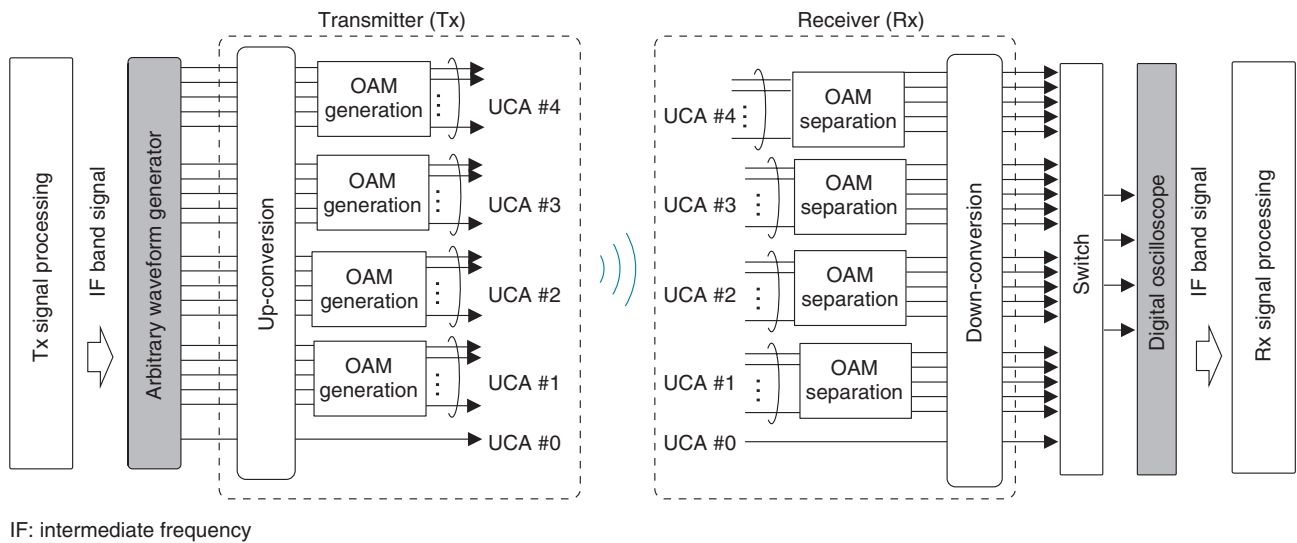 Transmitter (Tx)
Receiver (Rx)
Tx signal processing
IF band signal
Arbitrary waveform generator
Up-conversion
OAM
generation
UCA #4
OAM
generation
UCA #3
OAM
generation
UCA #2
OAM
generation
UCA #1
UCA #0
UCA #4
OAM
separation
UCA #3
OAM
separation
UCA #2
OAM
separation
UCA #1
OAM
separation
UCA #0
Down-conversion
Switch
Digital oscilloscope
IF band signal
Rx signal processing
IF: intermediate frequency